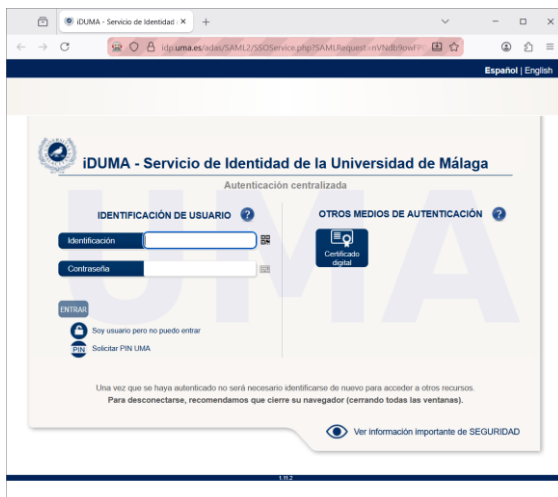 iDUMA - Servicio de Identidad
idp.uma.es/adas/SAML2/SSOService.php?SAMLRequest=nVNdb9owFP
Español | English
iDUMA - Servicio de Identidad de la Universidad de Málaga
Autenticación centralizada
IDENTIFICACIÓN DE USUARIO ?
OTROS MEDIOS DE AUTENTICACIÓN ?
Identificación
Certificado
digital
Contraseña
ENTRAR
Soy usuario pero no puedo entrar
PIN Solicitar PIN UMA
UMA
Una vez que se haya autenticado no será necesario identificarse de nuevo para acceder a otros recursos.
Para desconectarse, recomendamos que cierre su navegador (cerrando todas las ventanas).
Ver información importante de SEGURIDAD
1.11.2